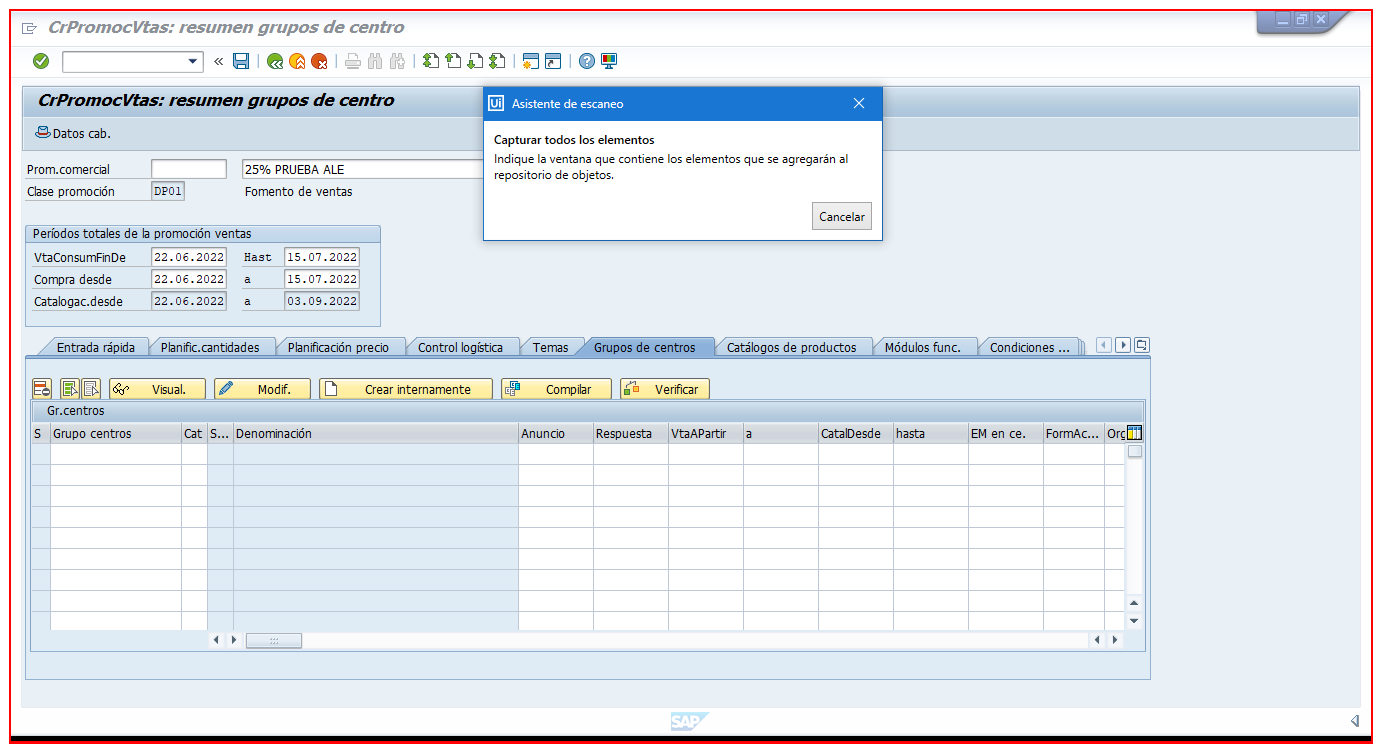 CrPromocVtas: resumen grupos de centro
CrPromocVtas: resumen grupos de centro
Ui Asistente de escaneo
Capturar todos los elementos
Indique la ventana que contiene los elementos que se agregarán al
repositorio de objetos.
Cancelar
Datos cab.
Prom.comercial 25% PRUEBA ALE
Clase promoción DP01 Fomento de ventas
Períodos totales de la promoción ventas
VtaConsumFinDe 22.06.2022 Hast 15.07.2022
Compra desde 22.06.2022 a 15.07.2022
Catalogac.desde 22.06.2022 a 03.09.2022
Entrada rápida Planific.cantidades Planificación precio Control logística Temas Grupos de centros Catálogos de productos Módulos func. Condiciones ...
Visual. Modif. Crear internamente Compilar Verificar
Gr.centros
S Grupo centros Cat S... Denominación Anuncio Respuesta VtaAPartir a CatalDesde hasta EM en ce. FormAc... Org
SAP